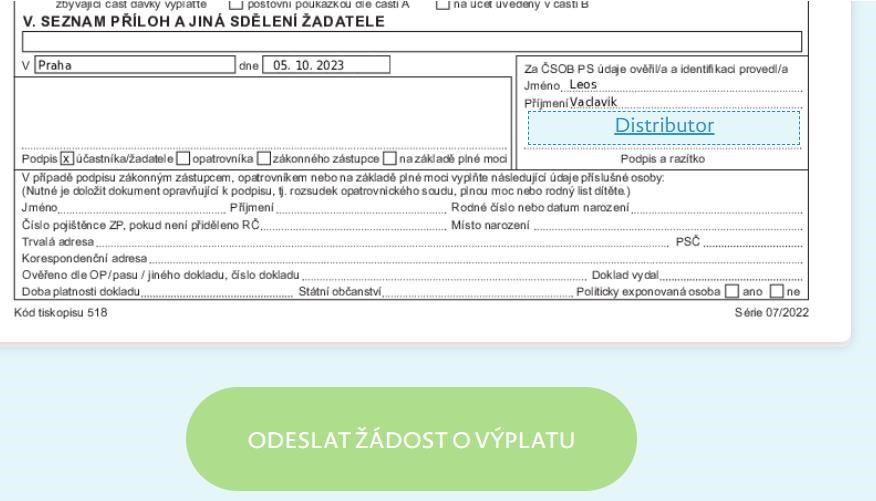 zbývající část dávky vyplaťte poštovní poukázkou dle části A na účet uvedený v části B
V. SEZNAM PŘÍLOH A JINÁ SDĚLENÍ ŽADATELE
V Praha dne 05. 10. 2023
Za ČSOB PS údaje ověřil/a a identifikaci provedl/a
Jméno Leos
Příjmení Vaclavik
Distributor
Podpis x účastníka/žadatele opatrovníka zákonného zástupce na základě plné moci
Podpis a razítko
V případě podpisu zákonným zástupcem, opatrovníkem nebo na základě plné moci vyplňte následující údaje příslušné osoby:
(Nutné je doložit dokument opravňující k podpisu, tj. rozsudek opatrovnického soudu, plnou moc nebo rodný list dítěte.)
Jméno Příjmení Rodné číslo nebo datum narození
Číslo pojištěnce ZP, pokud není přiděleno RČ Místo narození
Trvalá adresa PSČ
Korespondenční adresa
Ověřeno dle OP/pasu / jiného dokladu, číslo dokladu Doklad vydal
Doba platnosti dokladu Státní občanství Politicky exponovaná osoba ano ne
Kód tiskopisu 518 Série 07/2022
ODESLAT ŽÁDOST O VÝPLATU